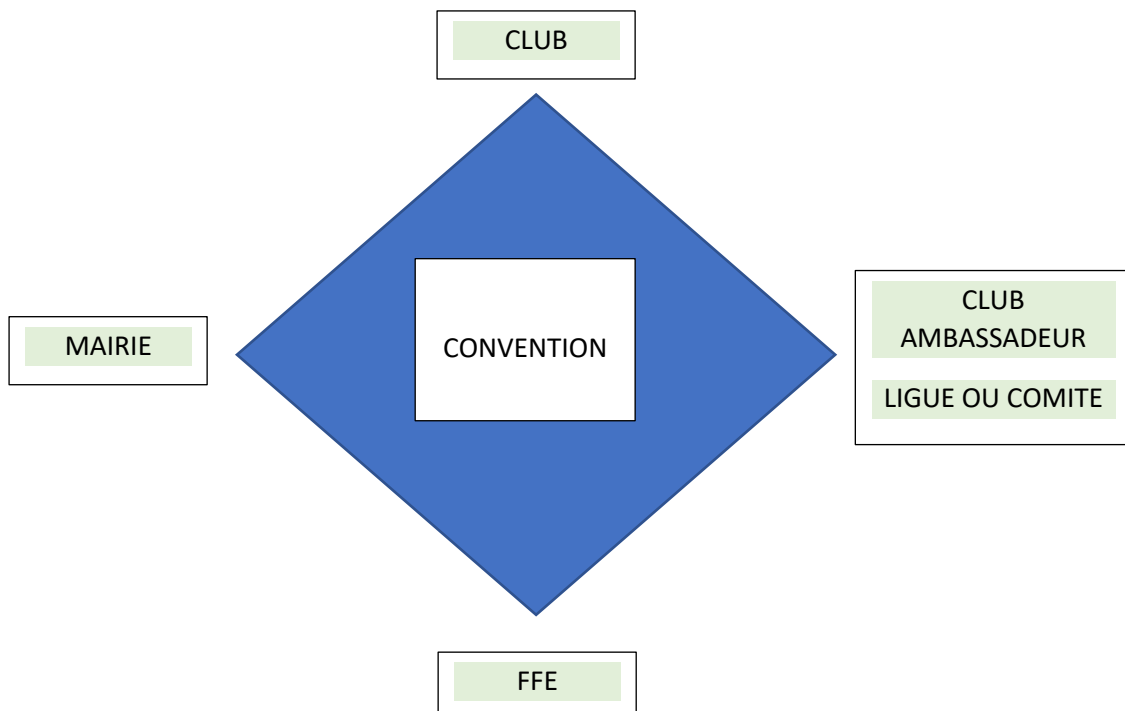 CLUB
MAIRIE
CONVENTION
CLUB
AMBASSADEUR
LIGUE OU COMITE
FFE